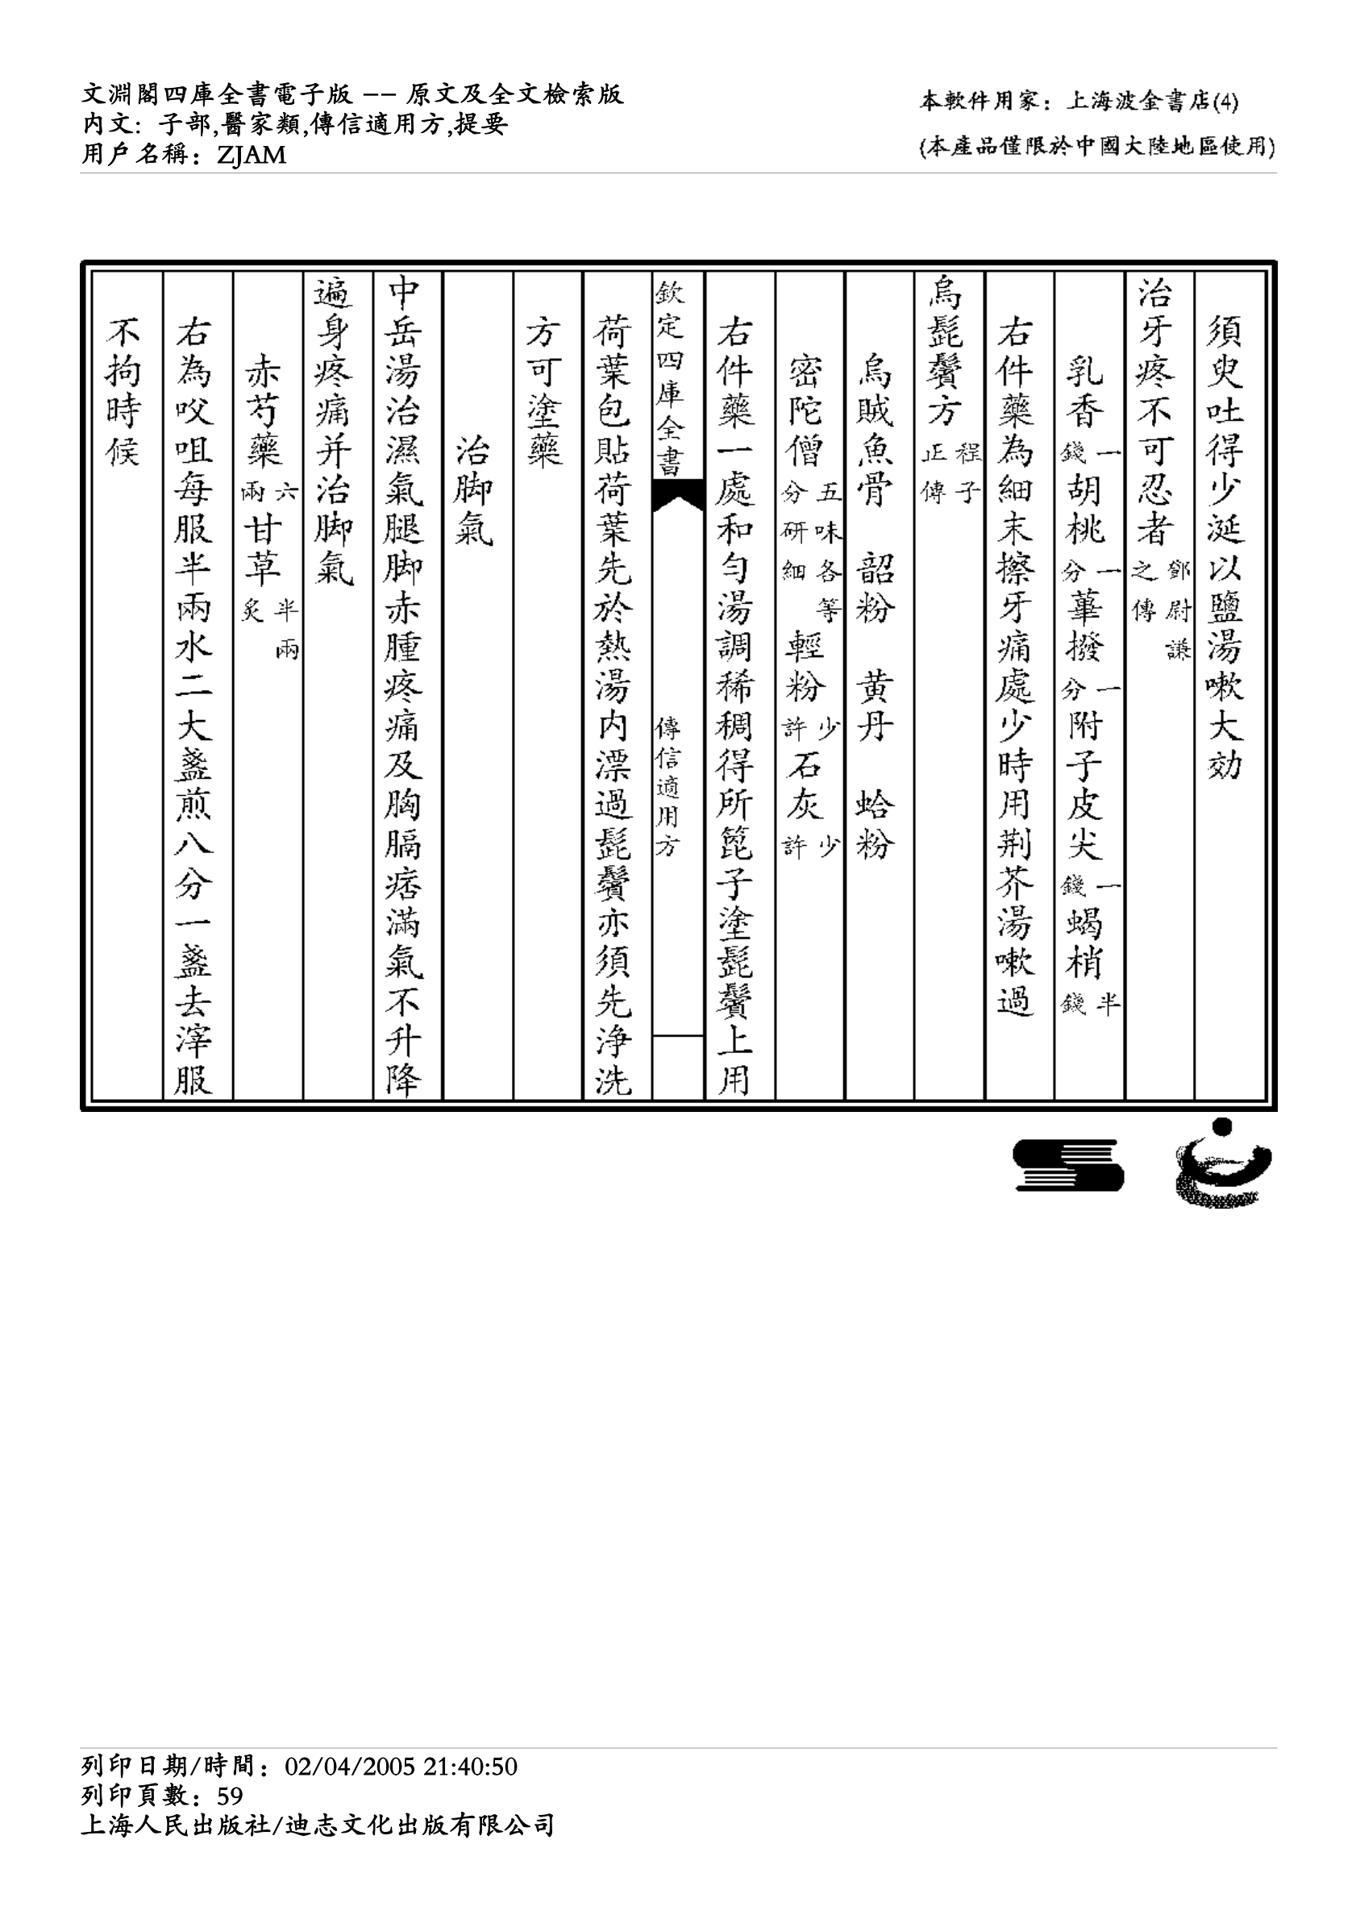 文淵閣四庫全書電子版 -- 原文及全文檢索版
内文: 子部,醫家類,傳信適用方,提要
用戶名稱: ZJAM
本軟件用家: 上海波金書店(4)
(本產品僅限於中國大陸地區使用)
須臾吐得少涎以鹽湯嗽大効
治牙疼不可忍者鄧尉謙之傳
乳香一錢胡桃一分蓽撥一分附子皮尖一錢蝎梢半錢
右件藥為細末擦牙痛處少時用荆芥湯嗽過
烏髭鬢方程子正傳
烏賊魚骨 韶粉 黄丹 蛤粉
密陀僧五味各等分研細輕粉少許石灰少許
右件藥一處和勻湯調稀稠得所篦子塗髭鬢上用
欽定四庫全書 傳信適用方
荷葉包貼荷葉先於熱湯内漂過髭鬢亦須先淨洗
方可塗藥
治脚氣
中岳湯治濕氣腿脚赤腫疼痛及胸膈痞滿氣不升降
遍身疼痛并治脚氣
赤芍藥六兩甘草半兩炙
右為㕮咀每服半兩水二大盞煎八分一盞去滓服
不拘時候
列印日期/時間: 02/04/2005 21:40:50
列印頁數: 59
上海人民出版社/迪志文化出版有限公司